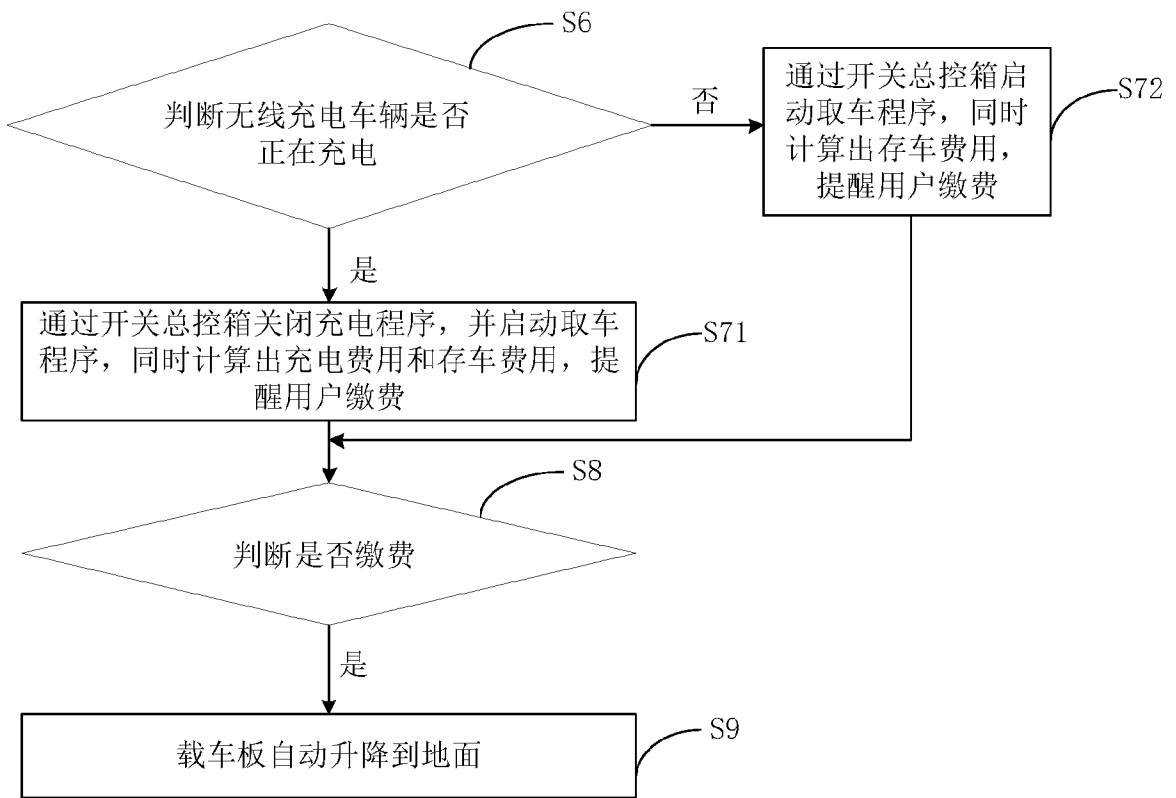 S6
判断无线充电车辆是否
正在充电
否
通过开关总控箱启
动取车程序，同时
计算出存车费用，
提醒用户缴费
S72
是
通过开关总控箱关闭充电程序，并启动取车
程序，同时计算出充电费用和存车费用，提
醒用户缴费
S71
S8
判断是否缴费
是
载车板自动升降到地面
S9